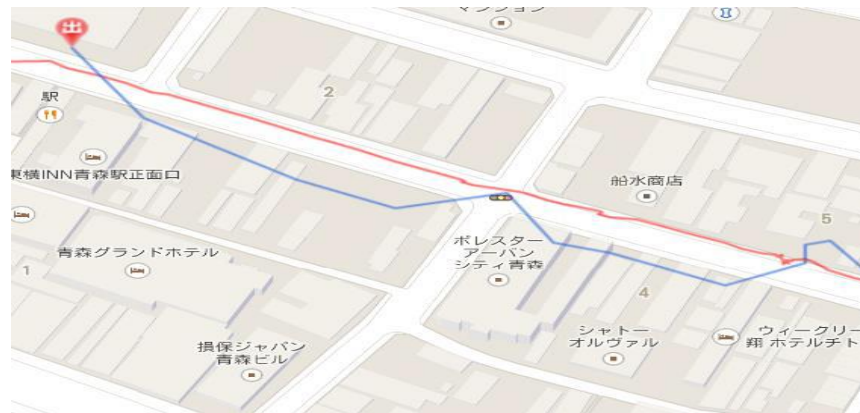 マンション
出
2
駅
東横INN青森駅正面口
船水商店
5
ポレスター
アーバン
シティ青森
青森グランドホテル
1
4
損保ジャパン
青森ビル
シャトー
オルヴァル
ウィークリー
翔 ホテルチト